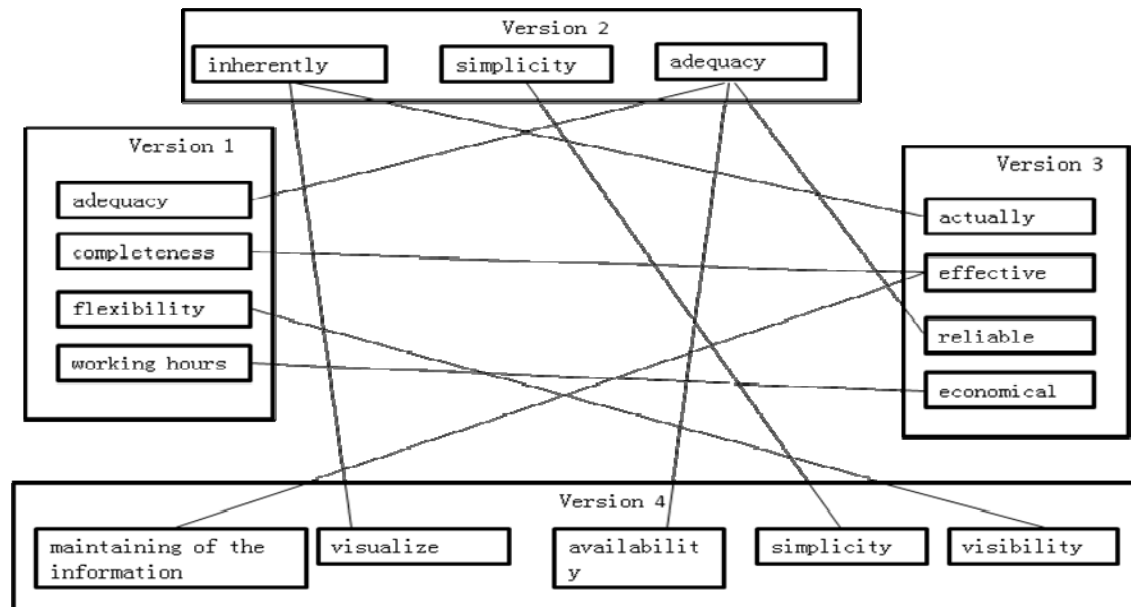 Version 2
inherently
simplicity
adequacy
Version 1
adequacy
completeness
flexibility
working hours
Version 3
actually
effective
reliable
economical
Version 4
maintaining of the
information
visualize
availabilit
y
simplicity
visibility